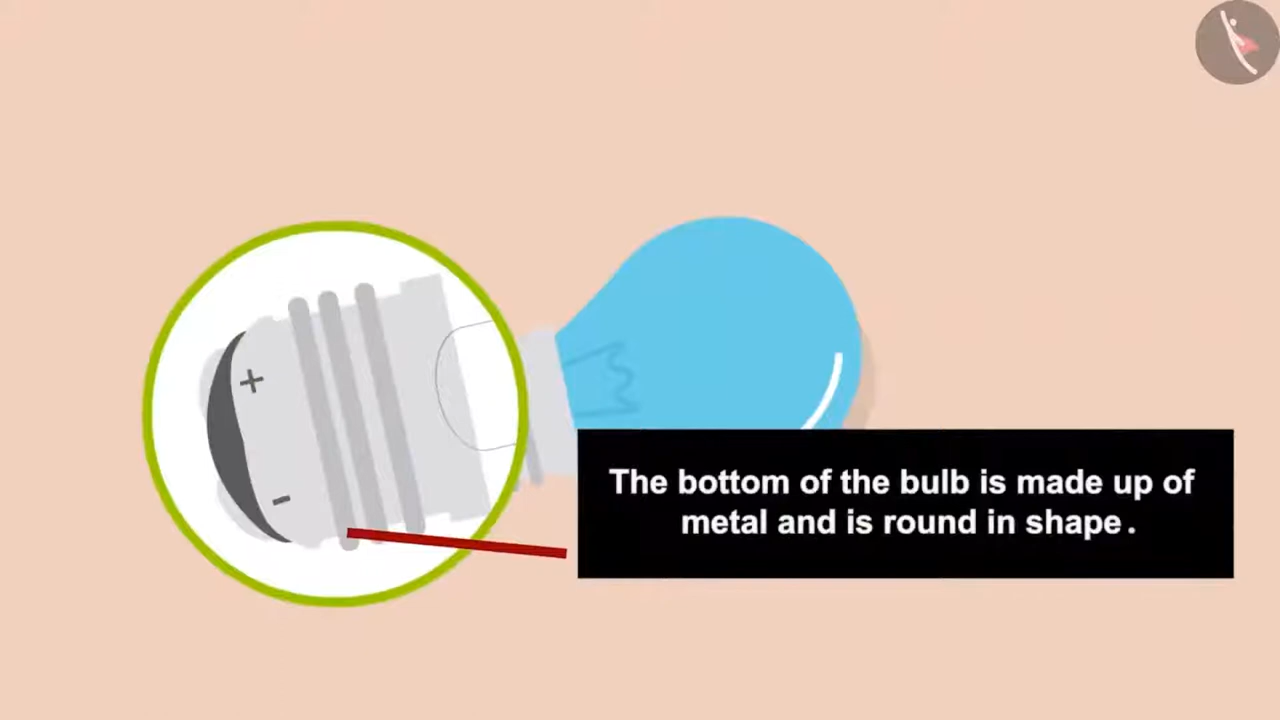 +
-
The bottom of the bulb is made up of
metal and is round in shape.